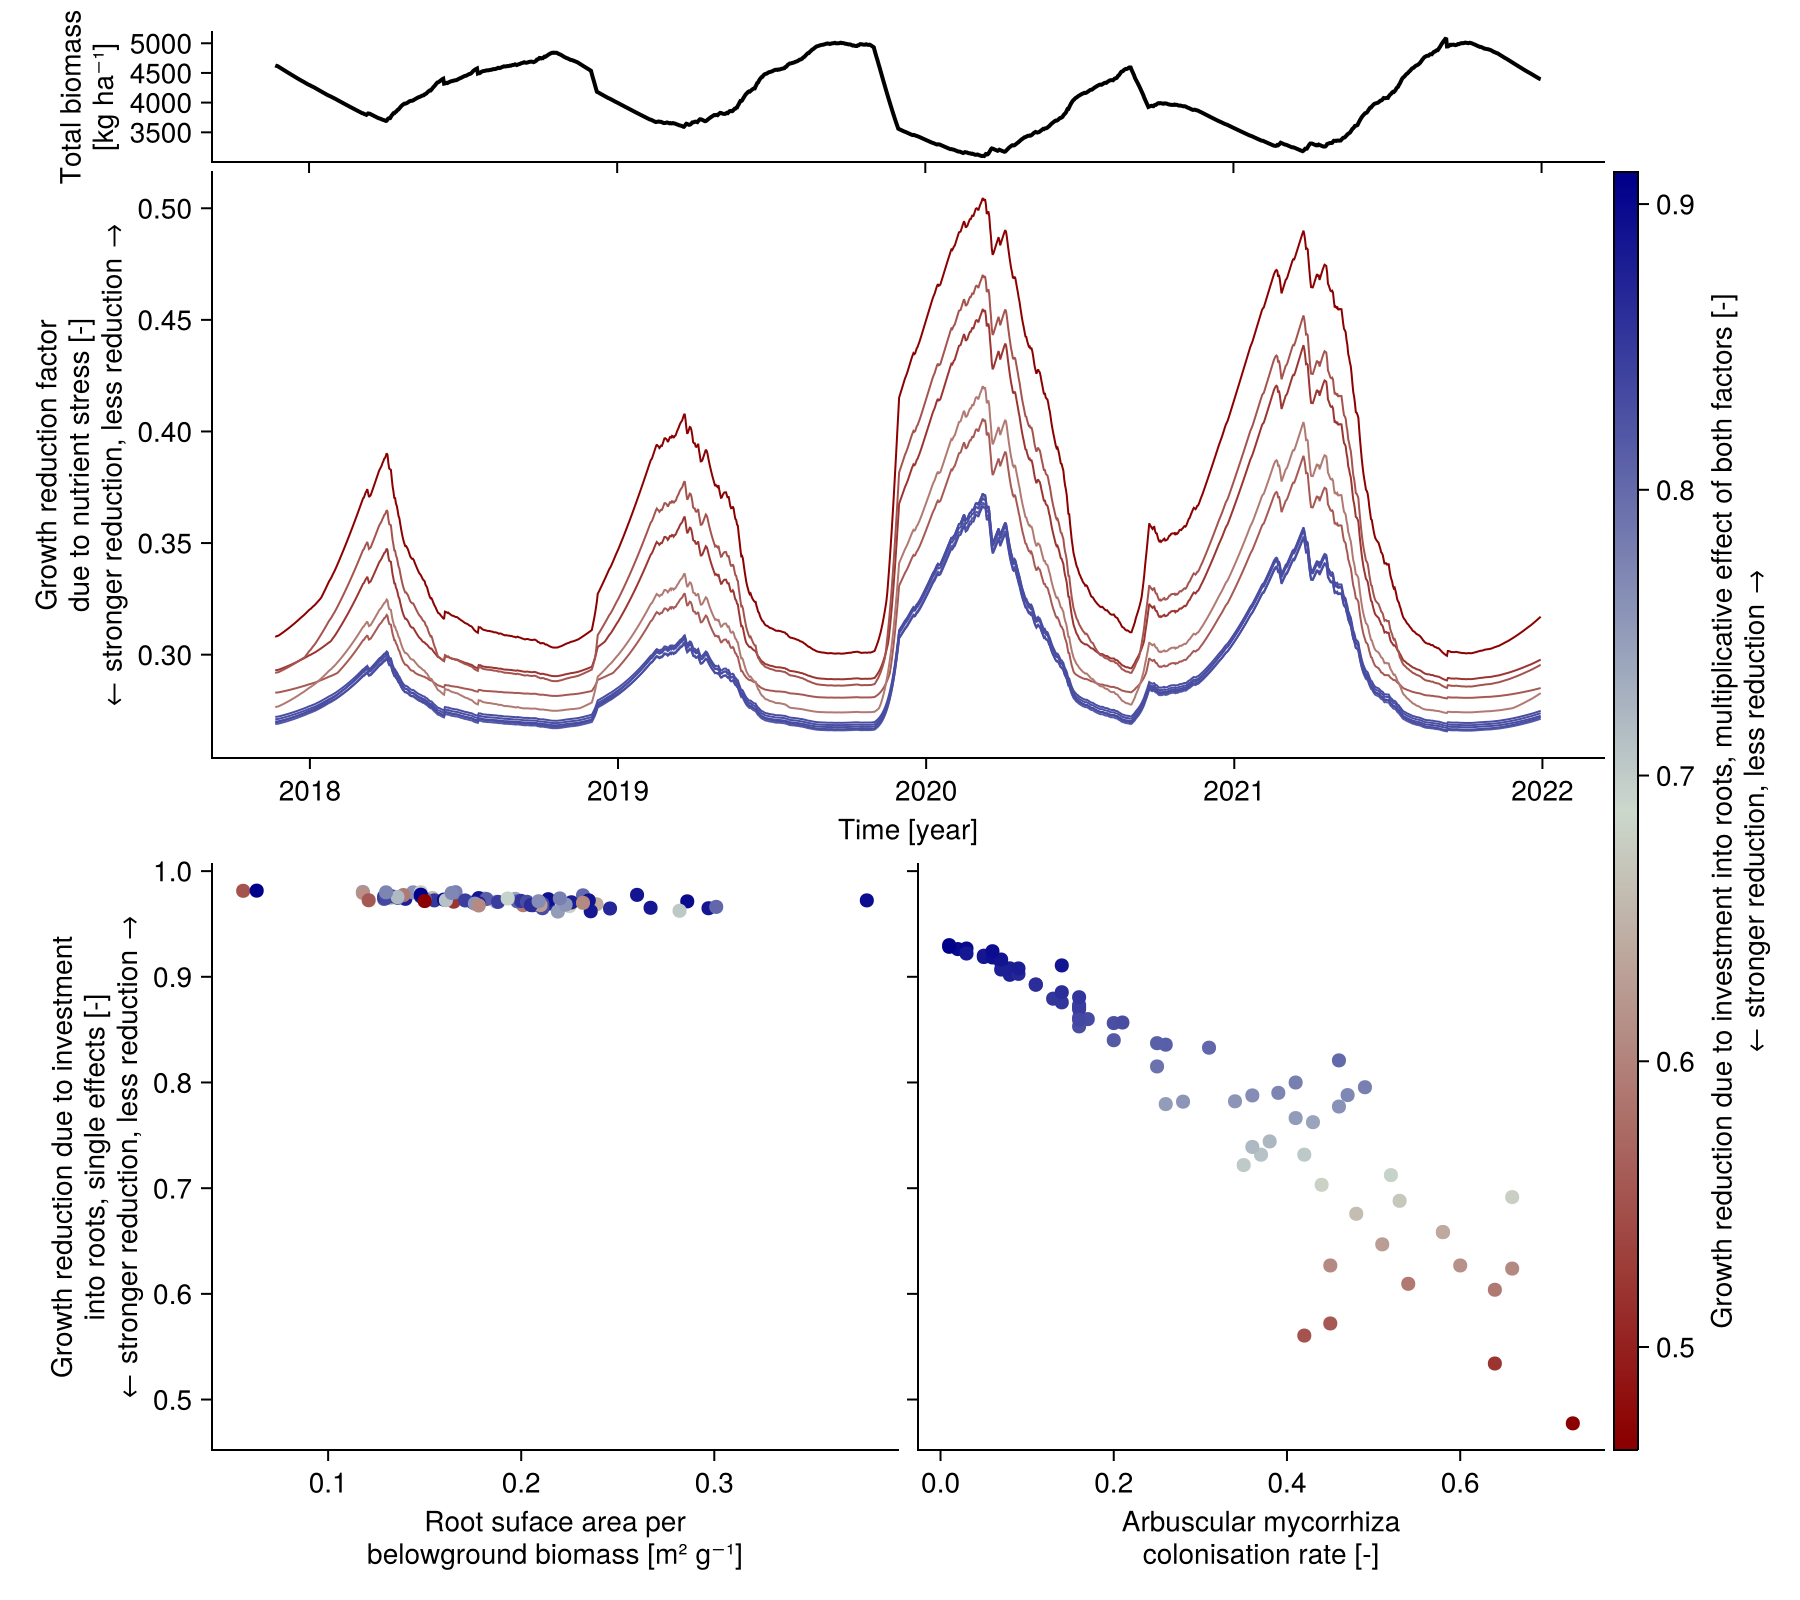 Total biomass
[kg ha⁻¹]
5000
4500
4000
3500
Growth reduction factor
due to nutrient stress [-]
← stronger reduction, less reduction →
0.50
0.45
0.40
0.35
0.30
2018
2019
2020
2021
2022
Time [year]
0.9
0.8
0.7
0.6
0.5
Growth reduction due to investment into roots, multiplicative effect of both factors [-]
← stronger reduction, less reduction →
Growth reduction due to investment
into roots, single effects [-]
← stronger reduction, less reduction →
1.0
0.9
0.8
0.7
0.6
0.5
0.1
0.2
0.3
Root suface area per
belowground biomass [m² g⁻¹]
0.0
0.2
0.4
0.6
Arbuscular mycorrhiza
colonisation rate [-]